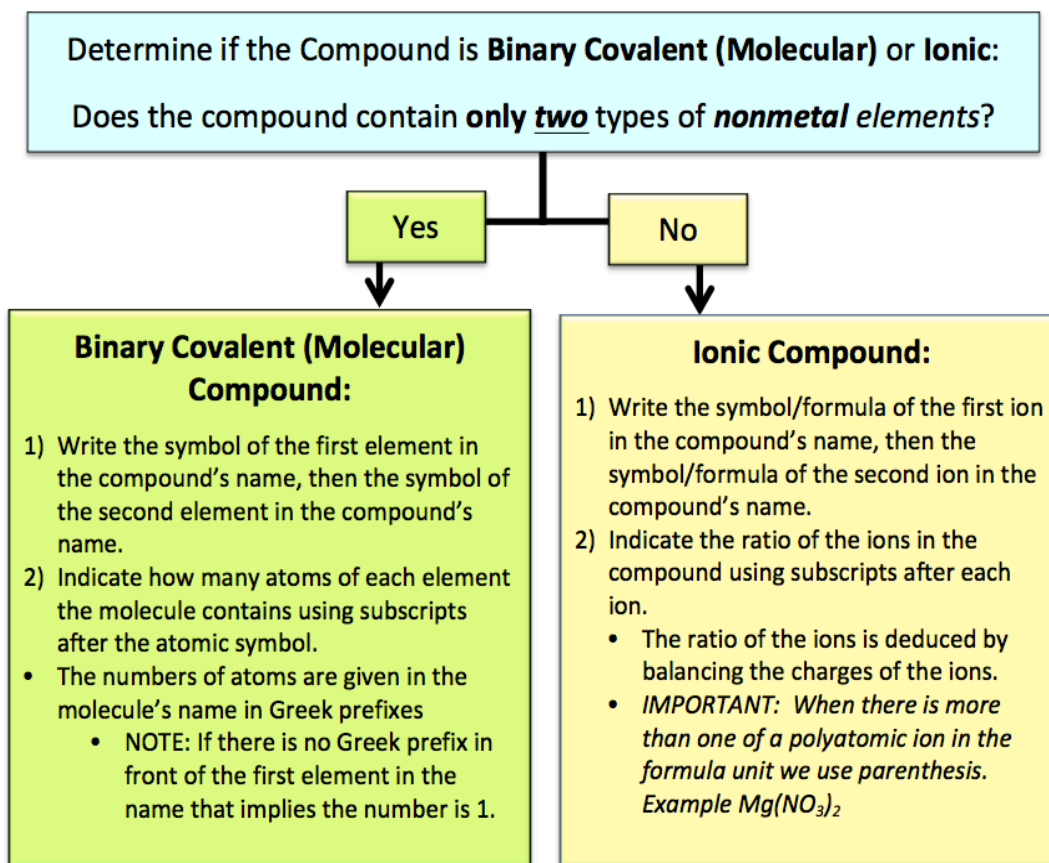 Determine if the Compound is Binary Covalent (Molecular) or Ionic:
Does the compound contain only two types of nonmetal elements?
Yes
No
Binary Covalent (Molecular)
Compound:
1) Write the symbol of the first element in
the compound's name, then the symbol of
the second element in the compound's
name.
2) Indicate how many atoms of each element
the molecule contains using subscripts
after the atomic symbol.
• The numbers of atoms are given in the
molecule's name in Greek prefixes
• NOTE: If there is no Greek prefix in
front of the first element in the
name that implies the number is 1.
Ionic Compound:
1) Write the symbol/formula of the first ion
in the compound's name, then the
symbol/formula of the second ion in the
compound's name.
2) Indicate the ratio of the ions in the
compound using subscripts after each
ion.
• The ratio of the ions is deduced by
balancing the charges of the ions.
• IMPORTANT: When there is more
than one of a polyatomic ion in the
formula unit we use parenthesis.
Example Mg(NO₃)₂